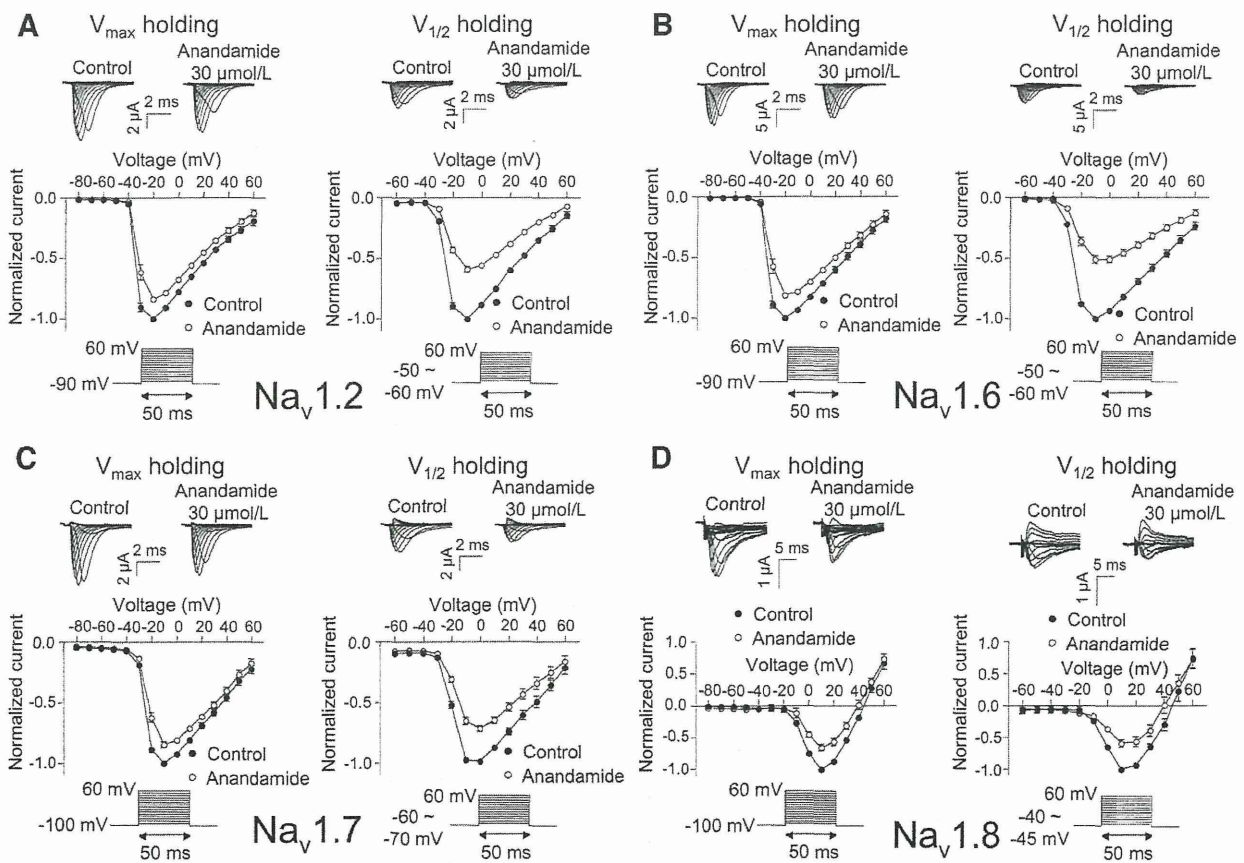 A
V_max holding
Control
Anandamide
30 µmol/L
2 µA
2 ms
V_1/2 holding
Control
Anandamide
30 µmol/L
2 µA
2 ms
Voltage (mV)
-80 -60 -40 -20 0 20 40 60
Normalized current
0.0
-0.5
-1.0
Control
Anandamide
60 mV
-90 mV
50 ms
Voltage (mV)
-60 -40 -20 0 20 40 60
Normalized current
0.0
-0.5
-1.0
Control
Anandamide
60 mV
-50 ~
-60 mV
50 ms
Na_v1.2
B
V_max holding
Control
Anandamide
30 µmol/L
5 µA
2 ms
V_1/2 holding
Control
Anandamide
30 µmol/L
5 µA
2 ms
Voltage (mV)
-80 -60 -40 -20 0 20 40 60
Normalized current
0.0
-0.5
-1.0
Control
Anandamide
60 mV
-90 mV
50 ms
Voltage (mV)
-60 -40 -20 0 20 40 60
Normalized current
0.0
-0.5
-1.0
Control
Anandamide
60 mV
-50 ~
-60 mV
50 ms
Na_v1.6
C
V_max holding
Control
Anandamide
30 µmol/L
2 µA
2 ms
V_1/2 holding
Control
Anandamide
30 µmol/L
2 µA
2 ms
Voltage (mV)
-80 -60 -40 -20 0 20 40 60
Normalized current
0.0
-0.5
-1.0
Control
Anandamide
60 mV
-100 mV
50 ms
Voltage (mV)
-60 -40 -20 0 20 40 60
Normalized current
0.0
-0.5
-1.0
Control
Anandamide
60 mV
-60 ~
-70 mV
50 ms
Na_v1.7
D
V_max holding
Control
Anandamide
30 µmol/L
1 µA
5 ms
V_1/2 holding
Control
Anandamide
30 µmol/L
1 µA
5 ms
Control
Anandamide
Voltage (mV)
-80 -60 -40 -20 0 20 40 60
Normalized current
1.0
0.5
0.0
-0.5
-1.0
60 mV
-100 mV
50 ms
Control
Anandamide
Voltage (mV)
-60 -40 -20 0 20 40 60
Normalized current
1.0
0.5
0.0
-0.5
-1.0
60 mV
-40 ~
-45 mV
50 ms
Na_v1.8